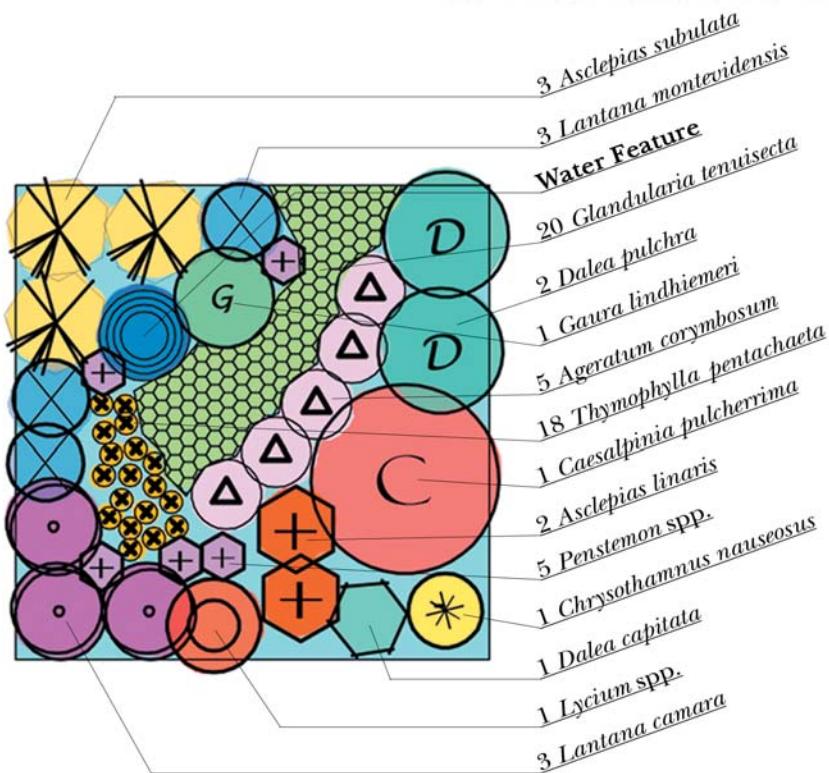 3 Asclepias subulata
3 Lantana montevidensis
Water Feature
20 Glandularia tenuisecta
2 Dalea pulchra
1 Gaura lindhiemeri
5 Ageratum corymbosum
18 Thymophylla pentachaeta
1 Caesalpinia pulcherrima
2 Asclepias linaris
5 Penstemon spp.
1 Chrysothamnus nauseosus
1 Dalea capitata
1 Lycium spp.
3 Lantana camara
D
G
D
C